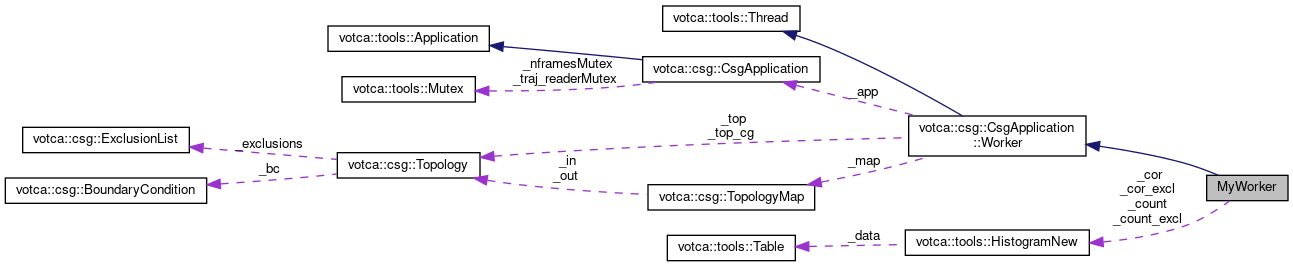 votca::tools::Thread
votca::tools::Application
_nframesMutex
_traj_readerMutex
votca::csg::CsgApplication
votca::tools::Mutex
_app
votca::csg::CsgApplication
::Worker
_top
_top_cg
votca::csg::ExclusionList
_exclusions
votca::csg::Topology
_in
_out
_map
_bc
votca::csg::BoundaryCondition
votca::csg::TopologyMap
_cor
_cor_excl
_count
_count_excl
MyWorker
votca::tools::Table
_data
votca::tools::HistogramNew